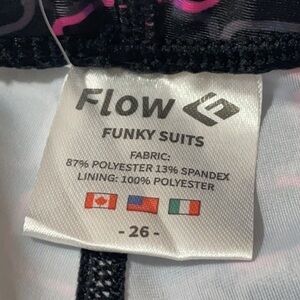 Flow
FUNKY SUITS
FABRIC:
87% POLYESTER 13% SPANDEX
LINING: 100% POLYESTER
- 26 -